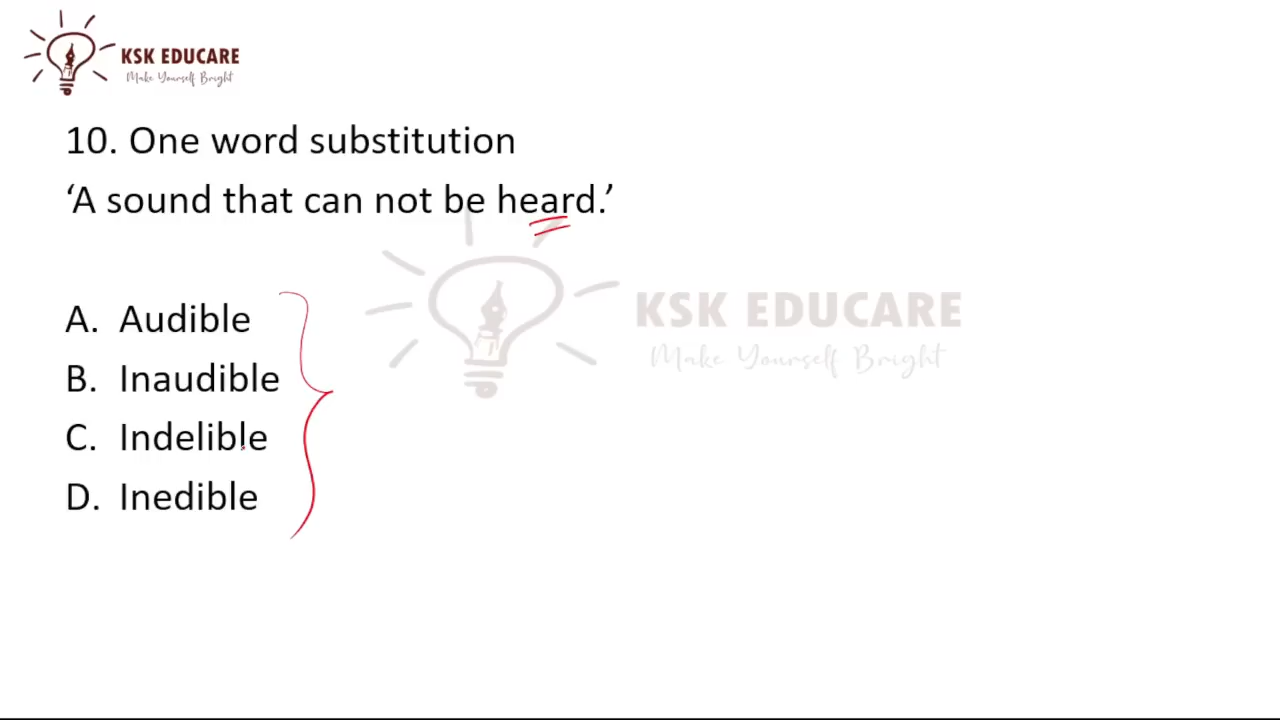 KSK EDUCARE
Make Yourself Bright
10. One word substitution
‘A sound that can not be heard.’
KSK EDUCARE
Make Yourself Bright
A. Audible
B. Inaudible
C. Indelible
D. Inedible